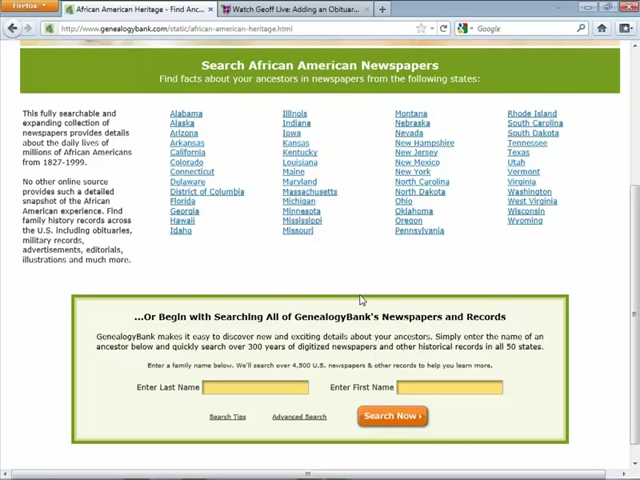 Firefox
African American Heritage - Find Anc...
Watch Geoff Live: Adding an Obituar...
http://www.genealogybank.com/static/african-american-heritage.html
Google
Search African American Newspapers
Find facts about your ancestors in newspapers from the following states:
This fully searchable and
expanding collection of
newspapers provides details
about the daily lives of
millions of African Americans
from 1827-1999.
No other online source
provides such a detailed
snapshot of the African
American experience. Find
family history records across
the U.S. including obituaries,
military records,
advertisements, editorials,
illustrations and much more.
Alabama
Alaska
Arizona
Arkansas
California
Colorado
Connecticut
Delaware
District of Columbia
Florida
Georgia
Hawaii
Idaho
Illinois
Indiana
Iowa
Kansas
Kentucky
Louisiana
Maine
Maryland
Massachusetts
Michigan
Minnesota
Mississippi
Missouri
Montana
Nebraska
Nevada
New Hampshire
New Jersey
New Mexico
New York
North Carolina
North Dakota
Ohio
Oklahoma
Oregon
Pennsylvania
Rhode Island
South Carolina
South Dakota
Tennessee
Texas
Utah
Vermont
Virginia
Washington
West Virginia
Wisconsin
Wyoming
...Or Begin with Searching All of GenealogyBank's Newspapers and Records
GenealogyBank makes it easy to discover new and exciting details about your ancestors. Simply enter the name of an
ancestor below and quickly search over 300 years of digitized newspapers and other historical records in all 50 states.
Enter a family name below. We'll search over 4,500 U.S. newspapers & other records to help you learn more.
Enter Last Name Enter First Name
Search Tips Advanced Search Search Now ›